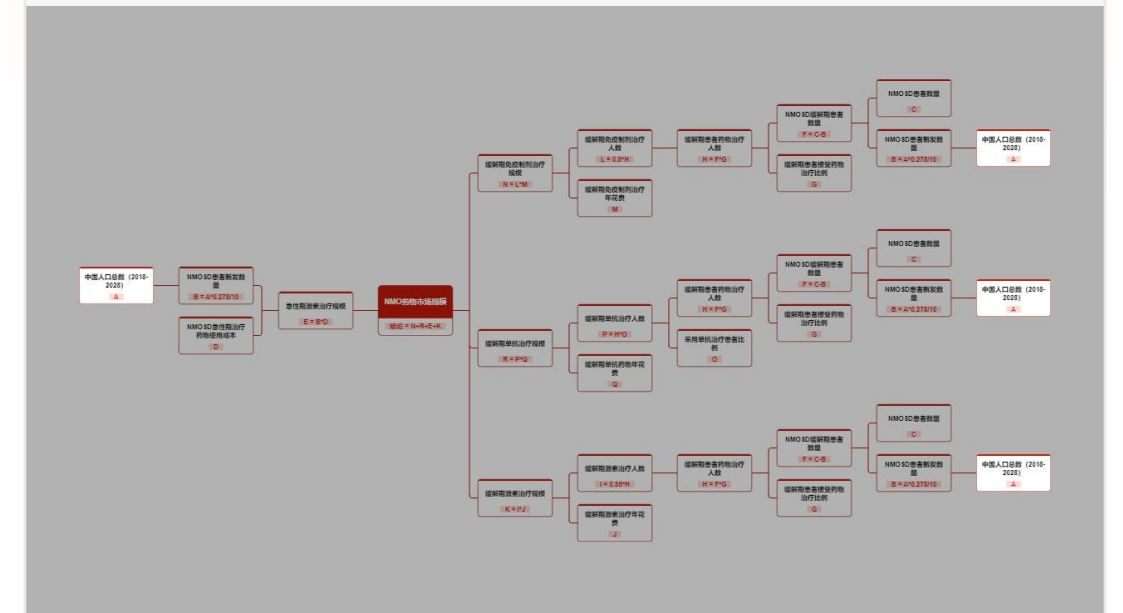 中国人口总数 (2018-
2028)
A
NMOSD患者新发数
量
B = A*0.278/10
NMOSD急性期治疗
药物使用成本
D
急性期激素治疗规模
E = B*D
NMO药物市场规模
结论 = N+R+E+K
缓解期免疫制剂治疗
规模
N = L*M
缓解期免疫制剂治疗
人数
L = 0.8*H
缓解期免疫制剂治疗
年花费
M
缓解期患者药物治疗
人数
H = F*G
NMOSD缓解期患者
数量
F = C-B
缓解期患者接受药物
治疗比例
G
NMOSD患者数量
C
NMOSD患者新发数
量
B = A*0.278/10
中国人口总数 (2018-
2028)
A
缓解期单抗治疗规模
R = P*Q
缓解期单抗治疗人数
P = H*O
缓解期单抗药物年花
费
Q
缓解期患者药物治疗
人数
H = F*G
采用单抗治疗患者比
例
O
NMOSD缓解期患者
数量
F = C-B
缓解期患者接受药物
治疗比例
G
NMOSD患者数量
C
NMOSD患者新发数
量
B = A*0.278/10
中国人口总数 (2018-
2028)
A
缓解期激素治疗规模
K = I*J
缓解期激素治疗人数
I = 0.98*H
缓解期激素治疗年花
费
J
缓解期患者药物治疗
人数
H = F*G
NMOSD缓解期患者
数量
F = C-B
缓解期患者接受药物
治疗比例
G
NMOSD患者数量
C
NMOSD患者新发数
量
B = A*0.278/10
中国人口总数 (2018-
2028)
A